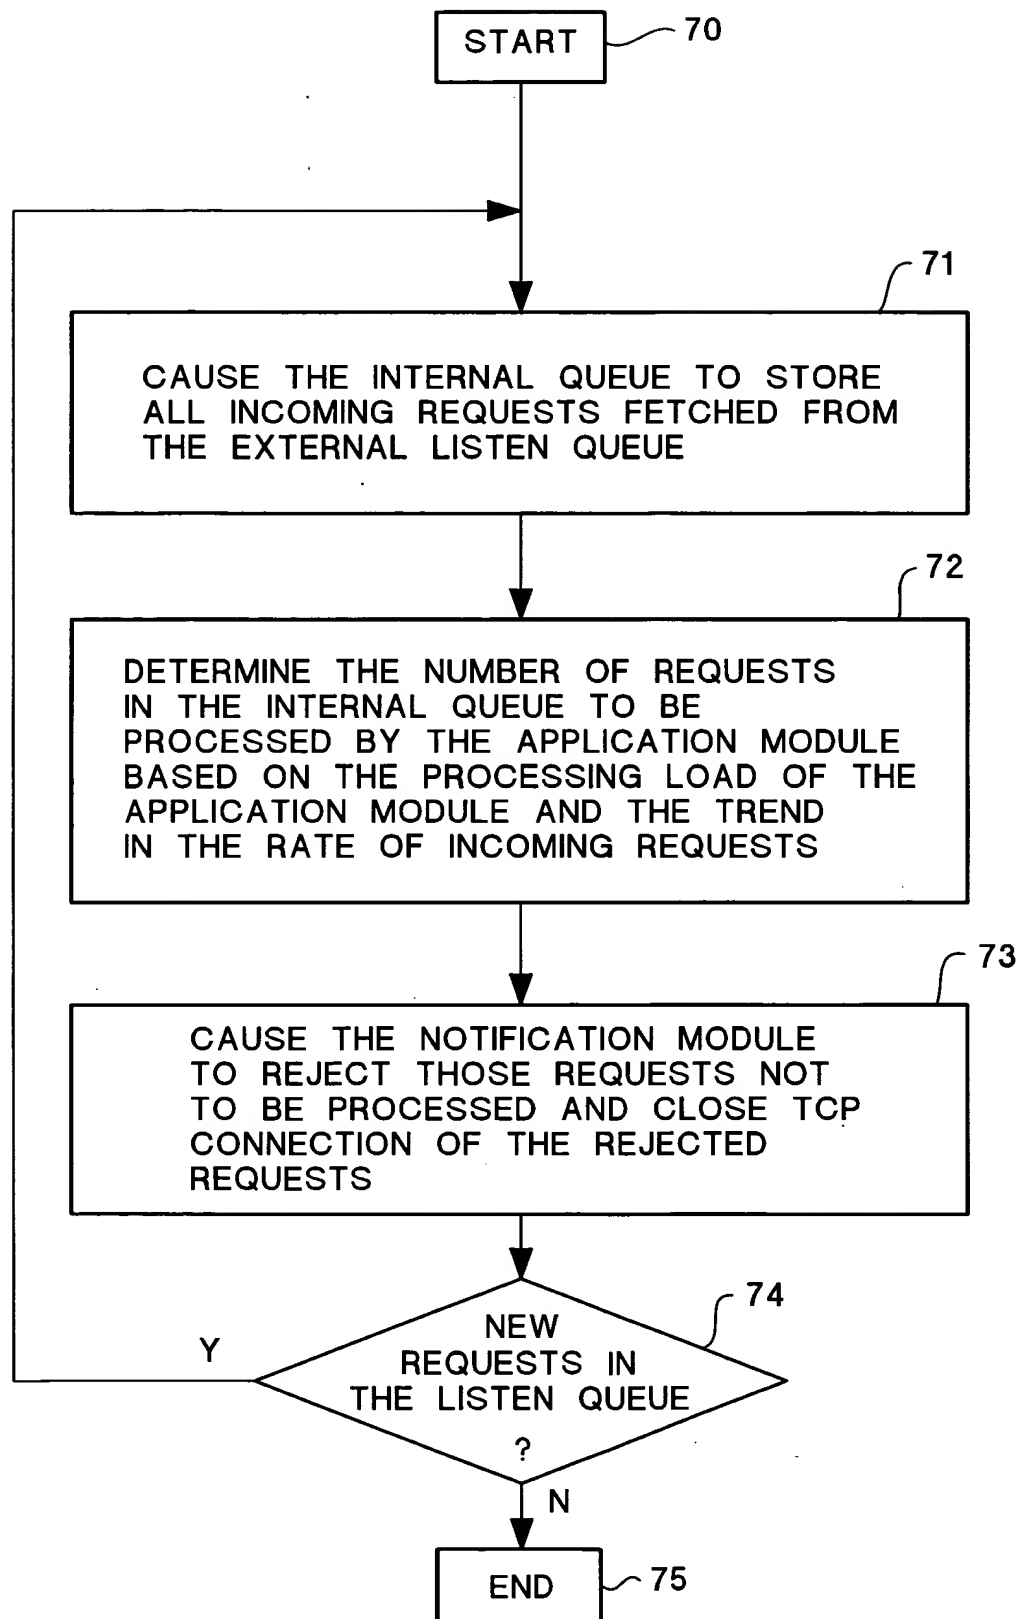 START
70
71
CAUSE THE INTERNAL QUEUE TO STORE
ALL INCOMING REQUESTS FETCHED FROM
THE EXTERNAL LISTEN QUEUE
72
DETERMINE THE NUMBER OF REQUESTS
IN THE INTERNAL QUEUE TO BE
PROCESSED BY THE APPLICATION MODULE
BASED ON THE PROCESSING LOAD OF THE
APPLICATION MODULE AND THE TREND
IN THE RATE OF INCOMING REQUESTS
73
CAUSE THE NOTIFICATION MODULE
TO REJECT THOSE REQUESTS NOT
TO BE PROCESSED AND CLOSE TCP
CONNECTION OF THE REJECTED
REQUESTS
74
Y
NEW
REQUESTS IN
THE LISTEN QUEUE
?
N
END
75